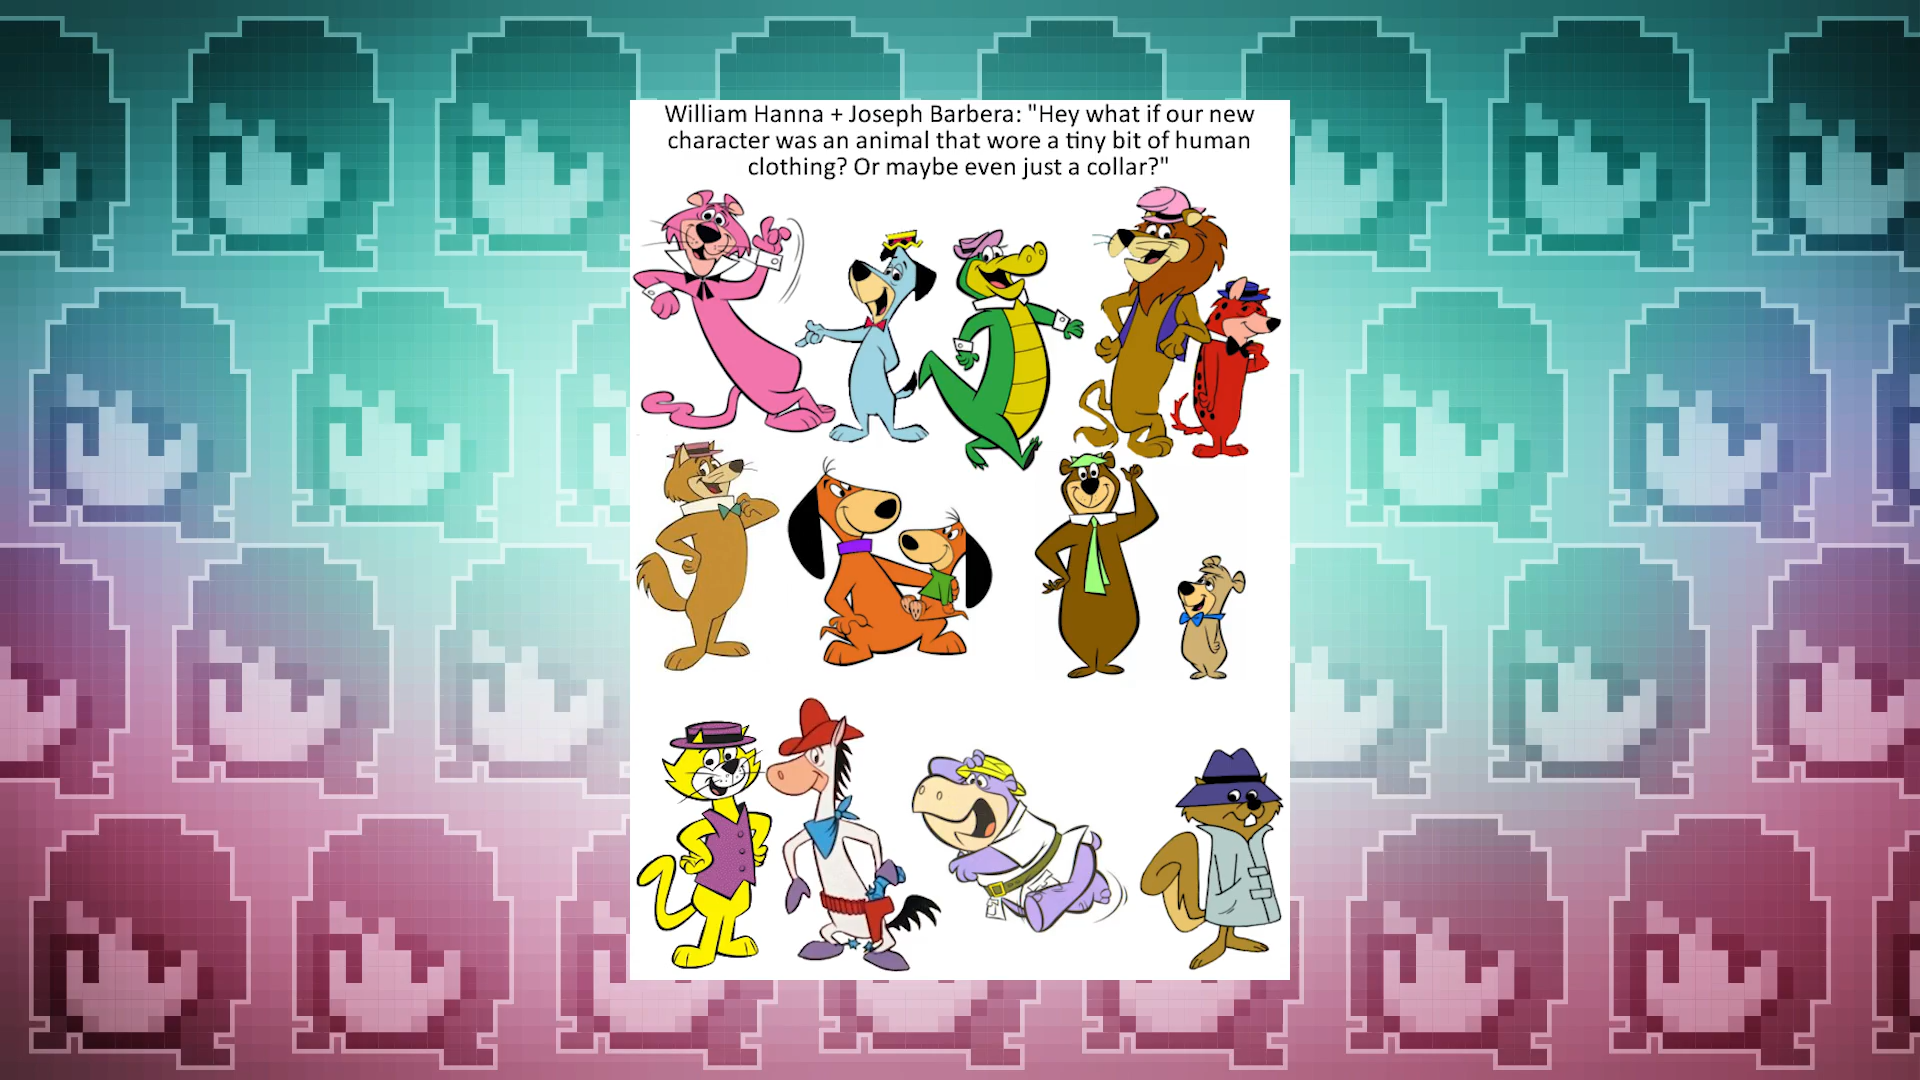 William Hanna + Joseph Barbera: "Hey what if our new
character was an animal that wore a tiny bit of human
clothing? Or maybe even just a collar?"